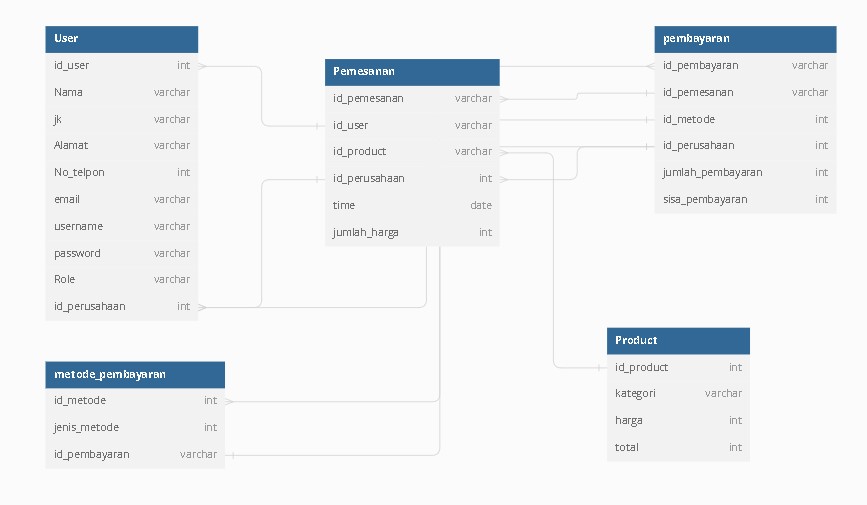 User
id_user int
Nama varchar
jk varchar
Alamat varchar
No_telpon int
email varchar
username varchar
password varchar
Role varchar
id_perusahaan int
Pemesanan
id_pemesanan varchar
id_user varchar
id_product varchar
id_perusahaan int
time date
jumlah_harga int
pembayaran
id_pembayaran varchar
id_pemesanan varchar
id_metode int
id_perusahaan int
jumlah_pembayaran int
sisa_pembayaran int
metode_pembayaran
id_metode int
jenis_metode int
id_pembayaran varchar
Product
id_product int
kategori varchar
harga int
total int